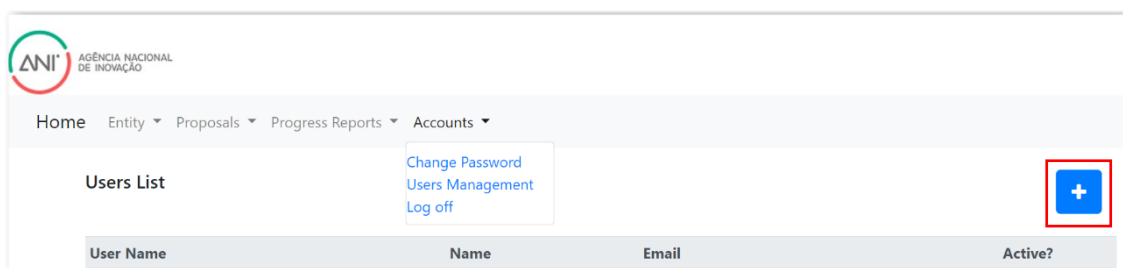 ANI
AGÊNCIA NACIONAL
DE INOVAÇÃO
Home Entity Proposals Progress Reports Accounts
Change Password
Users Management
Log off
Users List
+
User Name Name Email Active?